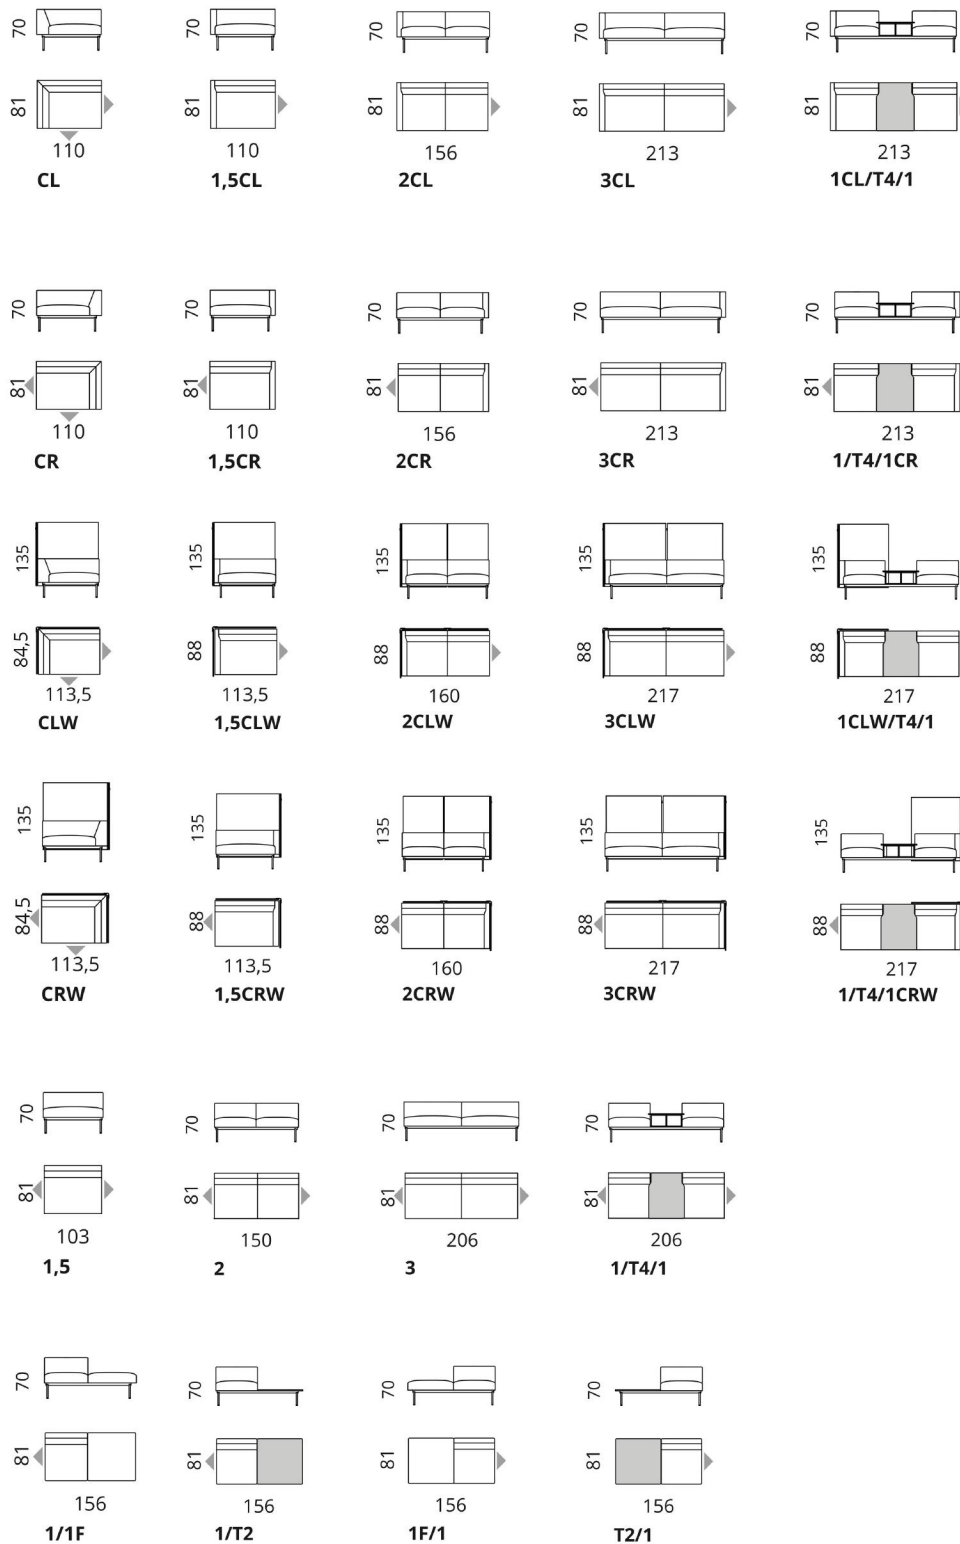 70 70 70 70 70
81 81 81 81 81
110 110 156 213 213
CL 1,5CL 2CL 3CL 1CL/T4/1
70 70 70 70 70
81 81 81 81 81
110 110 156 213 213
CR 1,5CR 2CR 3CR 1/T4/1CR
135 135 135 135 135
84,5 88 88 88 88
113,5 113,5 160 217 217
CLW 1,5CLW 2CLW 3CLW 1CLW/T4/1
135 135 135 135 135
84,5 88 88 88 88
113,5 113,5 160 217 217
CRW 1,5CRW 2CRW 3CRW 1/T4/1CRW
70 70 70 70
81 81 81 81
103 150 206 206
1,5 2 3 1/T4/1
70 70 70 70
81 81 81 81
156 156 156 156
1/1F 1/T2 1F/1 T2/1